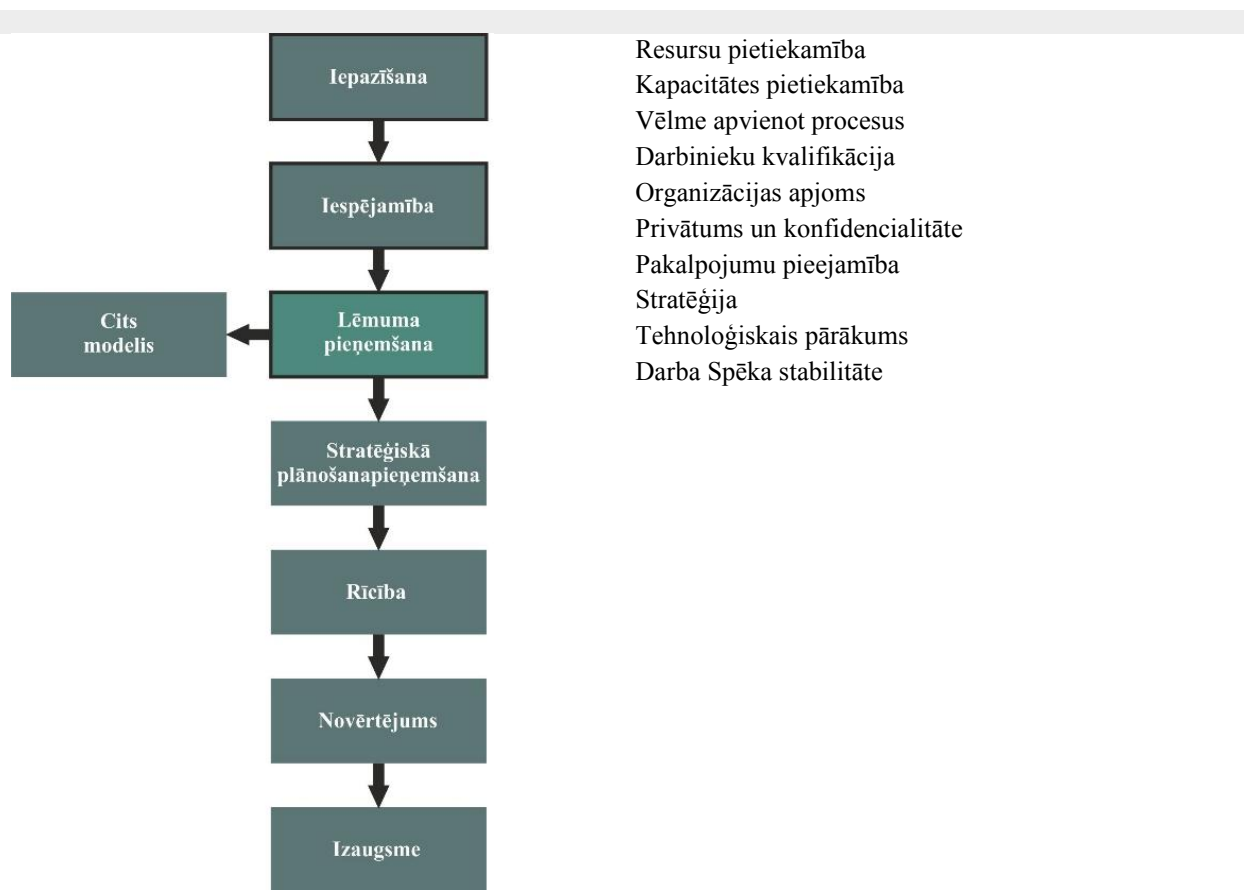 Iepazīšana
Iespējamība
Cits
modelis
Lēmuma
pieņemšana
Stratēģiskā
plānošanapieņemšana
Rīcība
Novērtējums
Izaugsme
Resursu pietiekamība
Kapacitātes pietiekamība
Vēlme apvienot procesus
Darbinieku kvalifikācija
Organizācijas apjoms
Privātums un konfidencialitāte
Pakalpojumu pieejamība
Stratēģija
Tehnoloģiskais pārākums
Darba Spēka stabilitāte